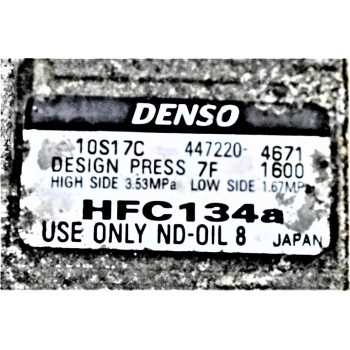 DENSO
10S17C 447220-4671
DESIGN PRESS 7F 1600
HIGH SIDE 3.53MPa LOW SIDE 1.67MPa
HFC134a
USE ONLY ND-OIL 8 JAPAN